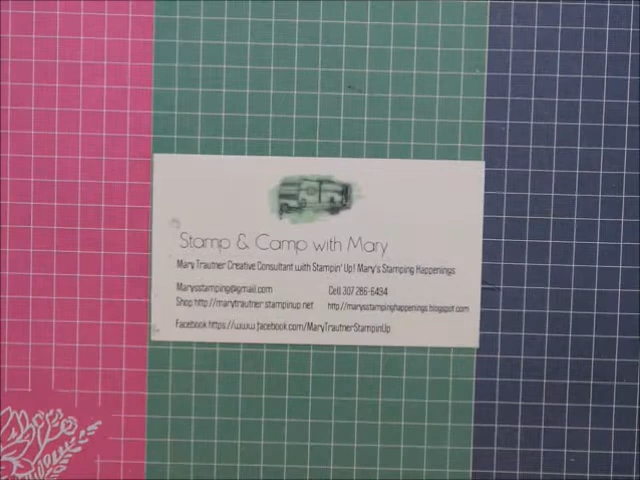 Stamp & Camp with Mary
Mary Trautner Creative Consultant with Stampin' Up! Mary's Stamping Happenings
Marysstamping@gmail.com Cell 307 286-6434
Shop http://marytrautner.stampinup.net http://marysstampinghappenings.blogspot.com
Facebook https://www.facebook.com/MaryTrautnerStampinUp